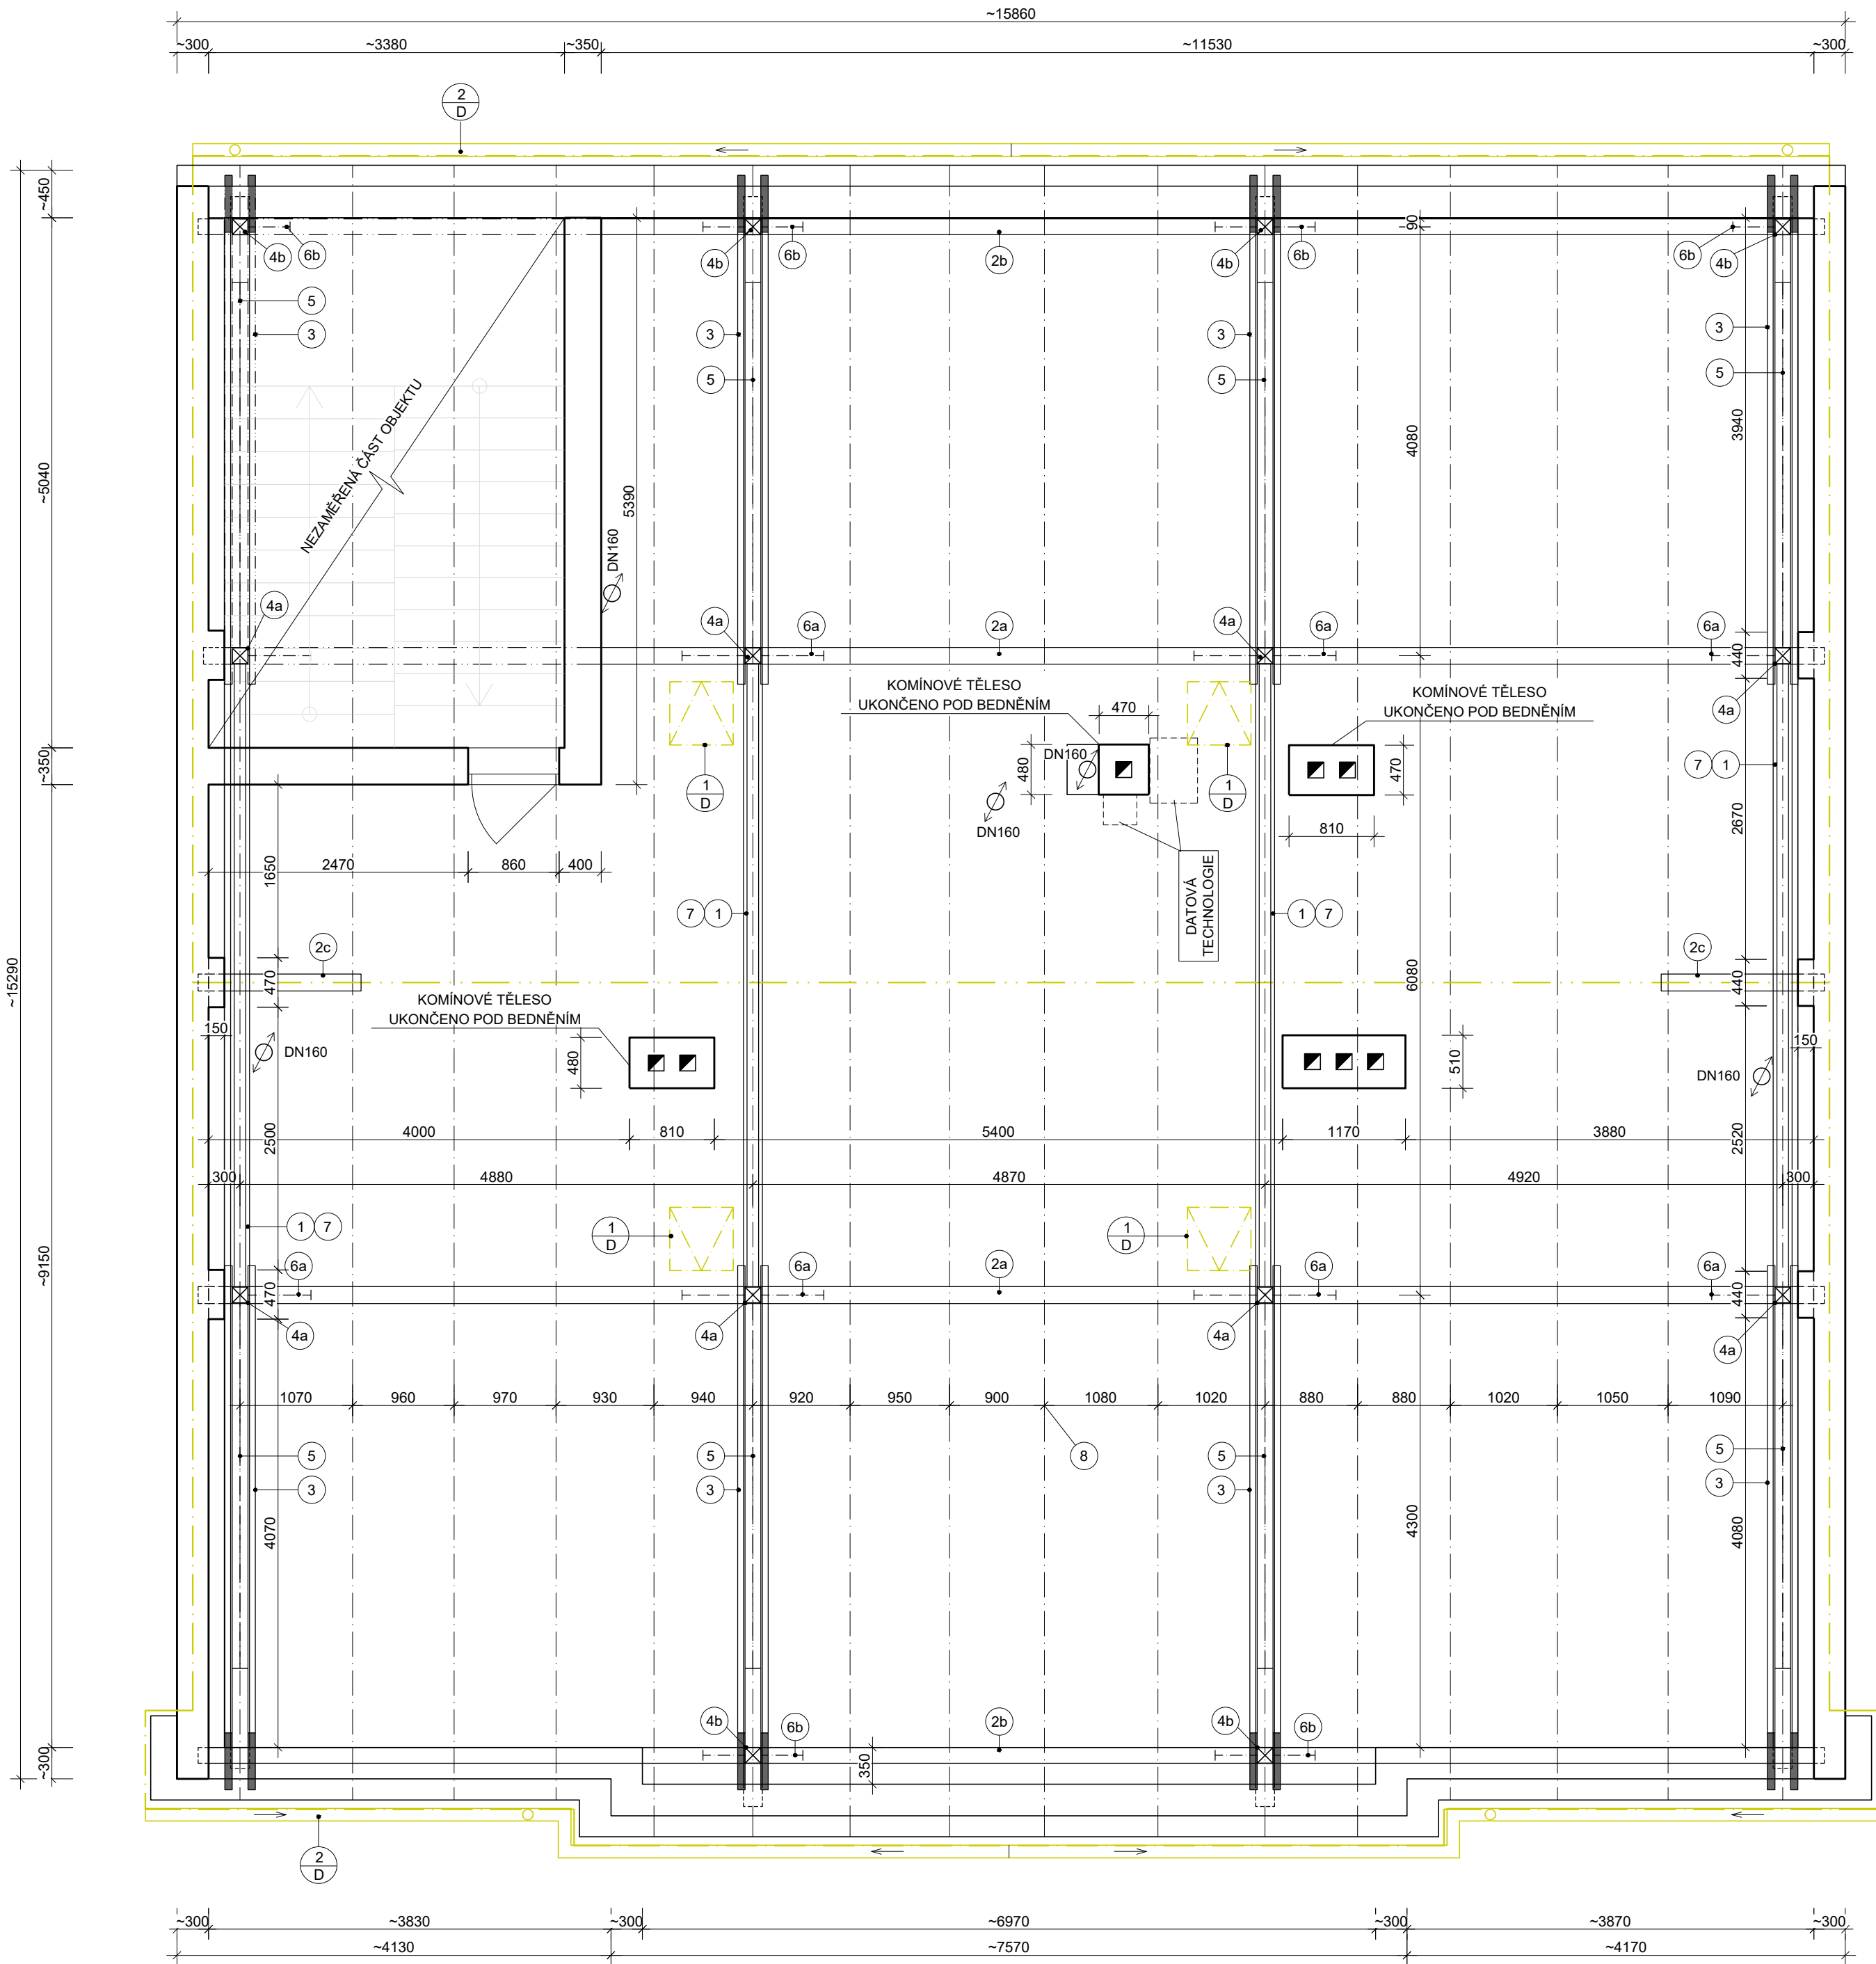 ~15860
~300
~3380
~350
~11530
~300
2
D
~450
90
4b
6b
4b
6b
2b
4b
6b
6b
4b
5
3
3
3
3
5
5
5
NEZAMĚŘENÁ ČÁST OBJEKTU
4080
3940
~5040
5390
DN160
4a
4a
6a
2a
4a
6a
6a
440
KOMÍNOVÉ TĚLESO
UKONČENO POD BEDNĚNÍM
KOMÍNOVÉ TĚLESO
UKONČENO POD BEDNĚNÍM
470
4a
~350
1
D
480
DN160
1
D
470
7
1
DN160
810
2670
1650
2470
860
400
DATOVÁ
TECHNOLOGIE
7
1
1
7
2c
2c
~15290
470
6080
440
KOMÍNOVÉ TĚLESO
UKONČENO POD BEDNĚNÍM
150
DN160
480
510
150
DN160
2500
4000
810
5400
1170
3880
2520
300
4880
4870
4920
300
1
7
1
D
1
D
~9150
6a
6a
2a
6a
6a
470
440
4a
4a
4a
4a
1070
960
970
930
940
920
950
900
1080
1020
880
880
1020
1050
1090
5
5
5
8
5
3
3
3
3
4070
4300
4080
4b
6b
2b
4b
6b
~300
350
2
D
~300
~3830
~300
~6970
~300
~3870
~300
~4130
~7570
~4170